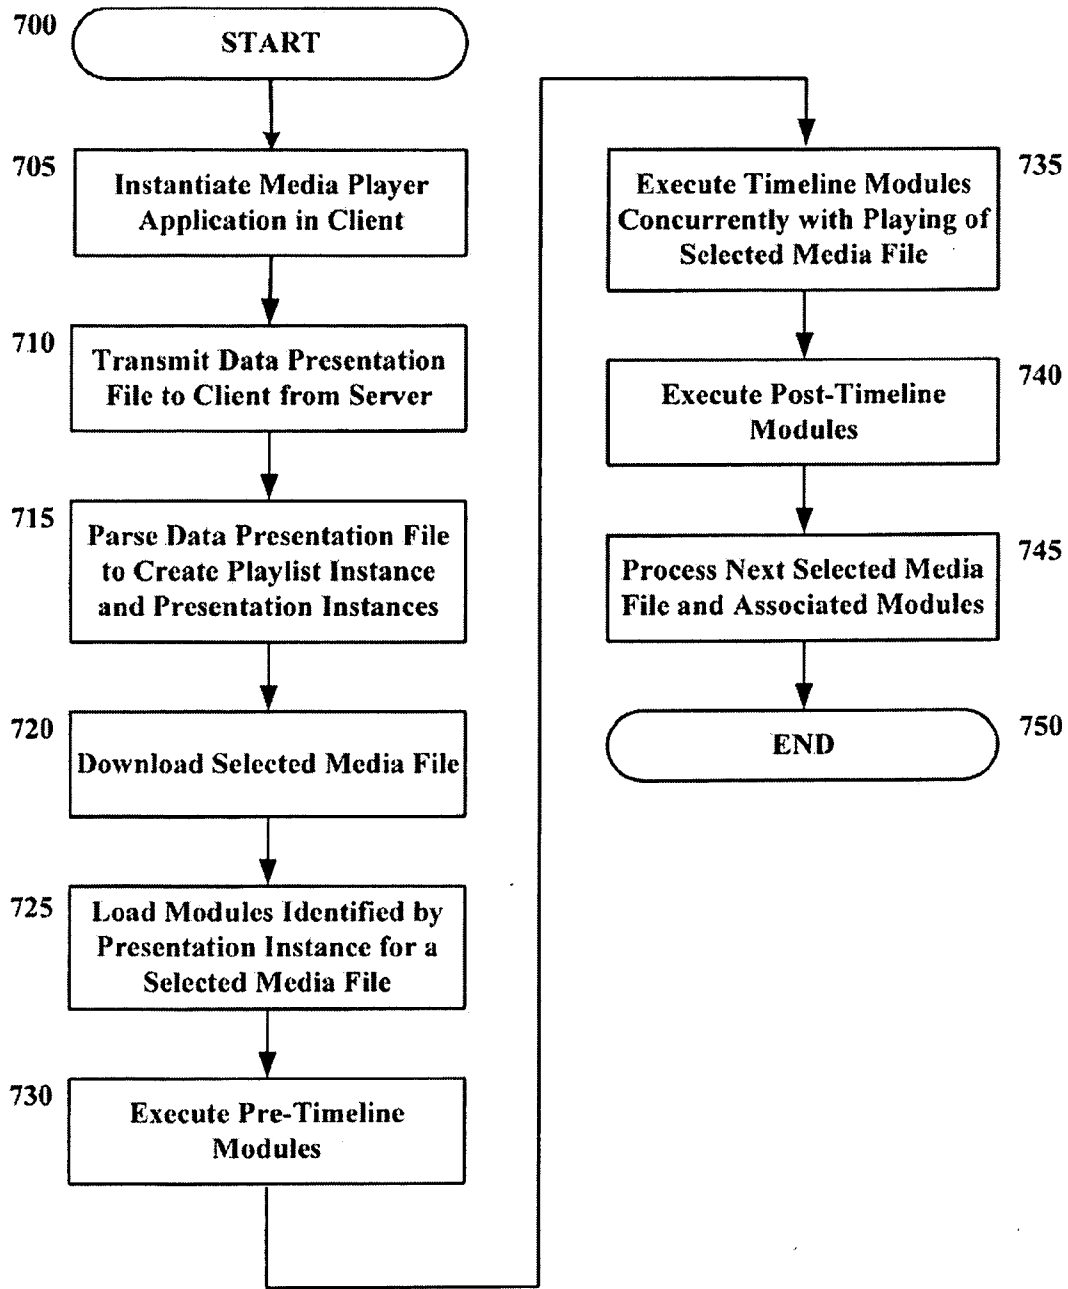 700
START
705
Instantiate Media Player
Application in Client
710
Transmit Data Presentation
File to Client from Server
715
Parse Data Presentation File
to Create Playlist Instance
and Presentation Instances
720
Download Selected Media File
725
Load Modules Identified by
Presentation Instance for a
Selected Media File
730
Execute Pre-Timeline
Modules
735
Execute Timeline Modules
Concurrently with Playing of
Selected Media File
740
Execute Post-Timeline
Modules
745
Process Next Selected Media
File and Associated Modules
750
END